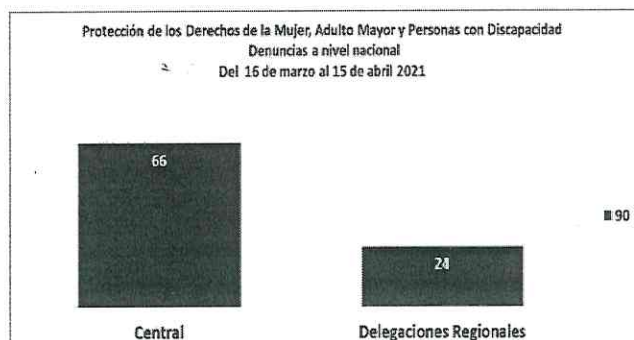 Protección de los Derechos de la Mujer, Adulto Mayor y Personas con Discapacidad
Denuncias a nivel nacional
Del 16 de marzo al 15 de abril 2021
66
24
90
Central
Delegaciones Regionales